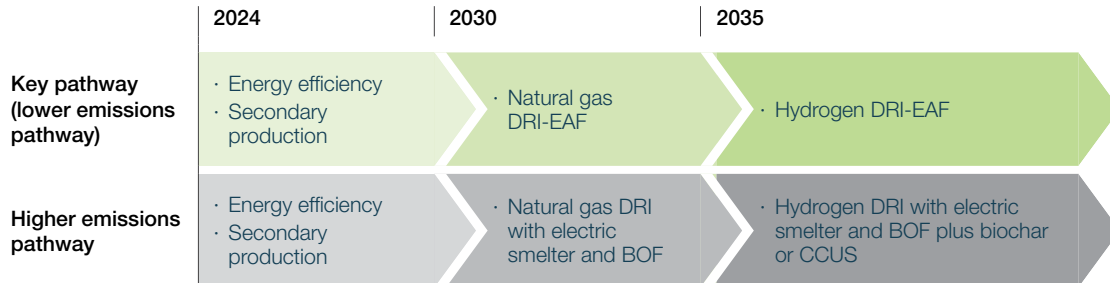 2024
2030
2035
Key pathway
(lower emissions
pathway)
· Energy efficiency
· Secondary
production
· Natural gas
DRI-EAF
· Hydrogen DRI-EAF
Higher emissions
pathway
· Energy efficiency
· Secondary
production
· Natural gas DRI
with electric
smelter and BOF
· Hydrogen DRI with electric
smelter and BOF plus biochar
or CCUS